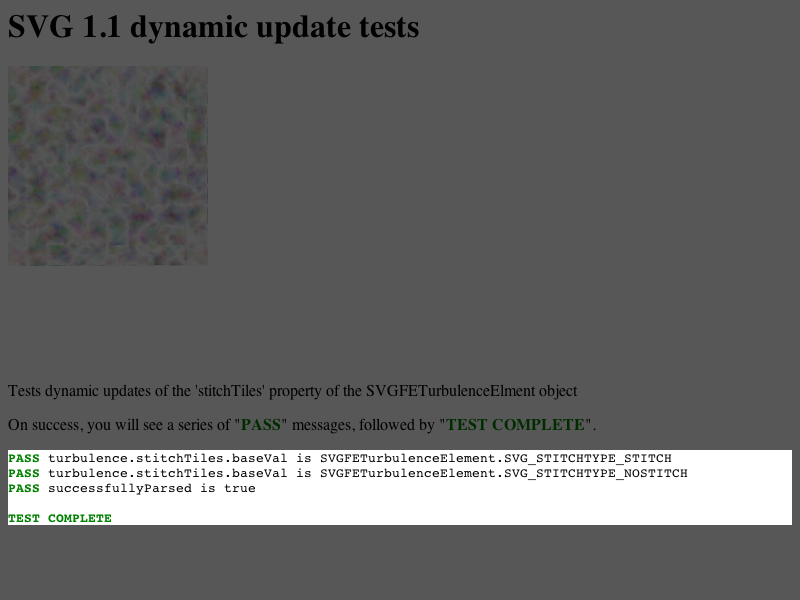 SVG 1.1 dynamic update tests
Tests dynamic updates of the 'stitchTiles' property of the SVGFETurbulenceElment object
On success, you will see a series of "PASS" messages, followed by "TEST COMPLETE".
PASS turbulence.stitchTiles.baseVal is SVGFETurbulenceElement.SVG_STITCHTYPE_STITCH
PASS turbulence.stitchTiles.baseVal is SVGFETurbulenceElement.SVG_STITCHTYPE_NOSTITCH
PASS successfullyParsed is true
TEST COMPLETE